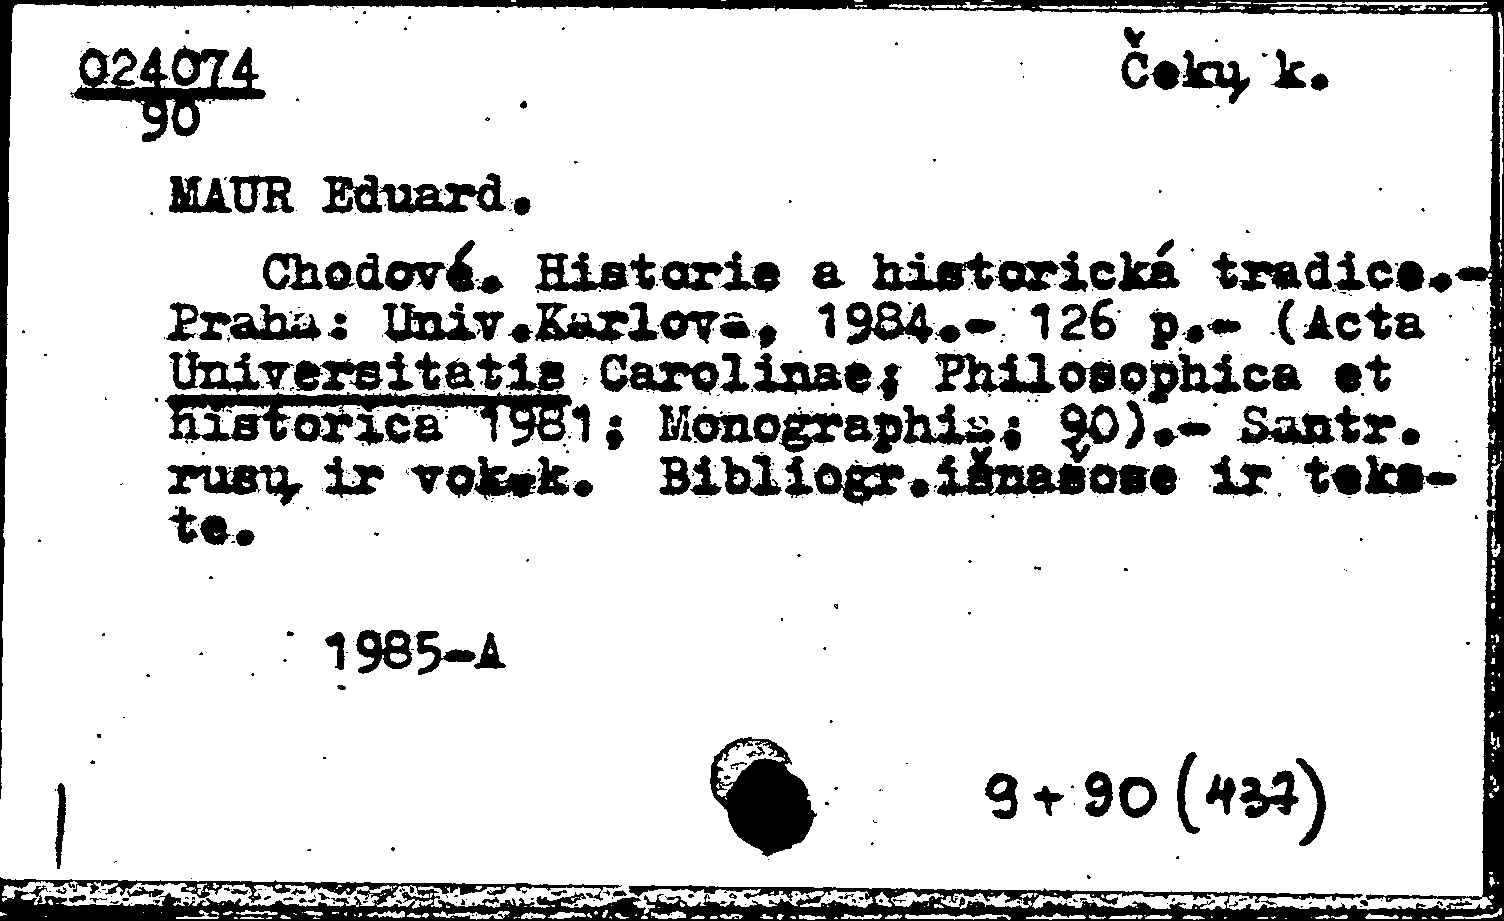 024074
90
Čekų k.
MAUR Eduard.
Chodové. Historie a historická tradice.-
Praha: Univ.Karlova, 1984.- 126 p.- (Acta
Universitatis Carolinae; Philosophica et
historica 1981; Monographia; 90).- Santr.
rusų ir vok.k. Bibliogr.išnašose ir teks-
te.
1985-A
9+90(437)